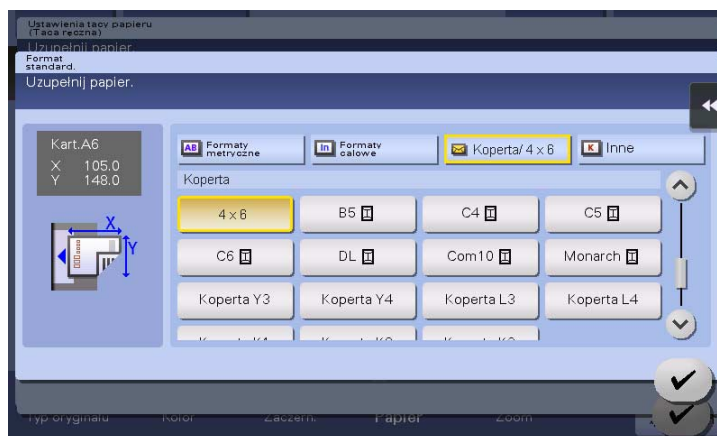 Ustawienia tacy papieru
(Taca ręczna)
Uzupełnij papier.
Format
standard.
Uzupełnij papier.
Kart.A6
X 105.0
Y 148.0
X
Y
AB Formaty
metryczne
In Formaty
calowe
Koperta/ 4 × 6
K Inne
Koperta
4 × 6
B5
C4
C5
C6
DL
Com10
Monarch
Koperta Y3
Koperta Y4
Koperta L3
Koperta L4
Typ oryginału
Kolor
Zaczern.
Papier
Zoom